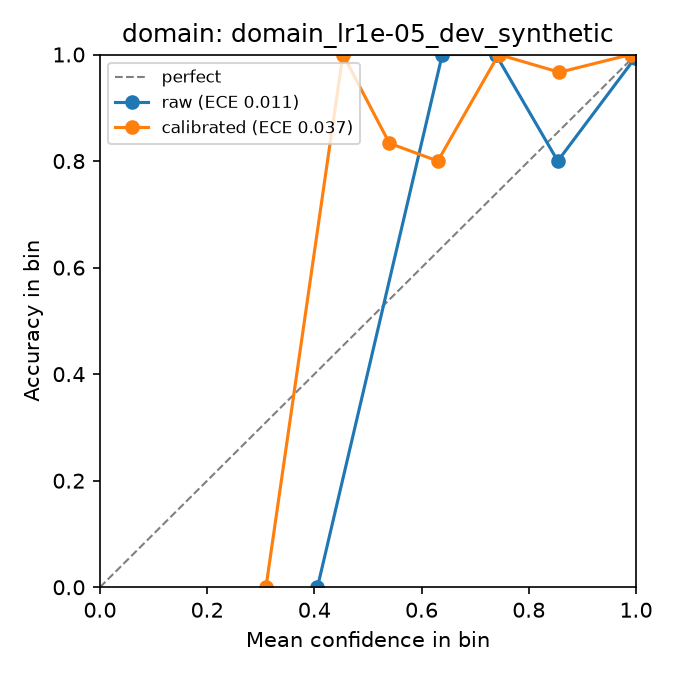 domain: domain_lr1e-05_dev_synthetic
perfect
raw (ECE 0.011)
calibrated (ECE 0.037)
Accuracy in bin
1.0
0.8
0.6
0.4
0.2
0.0
0.0 0.2 0.4 0.6 0.8 1.0
Mean confidence in bin